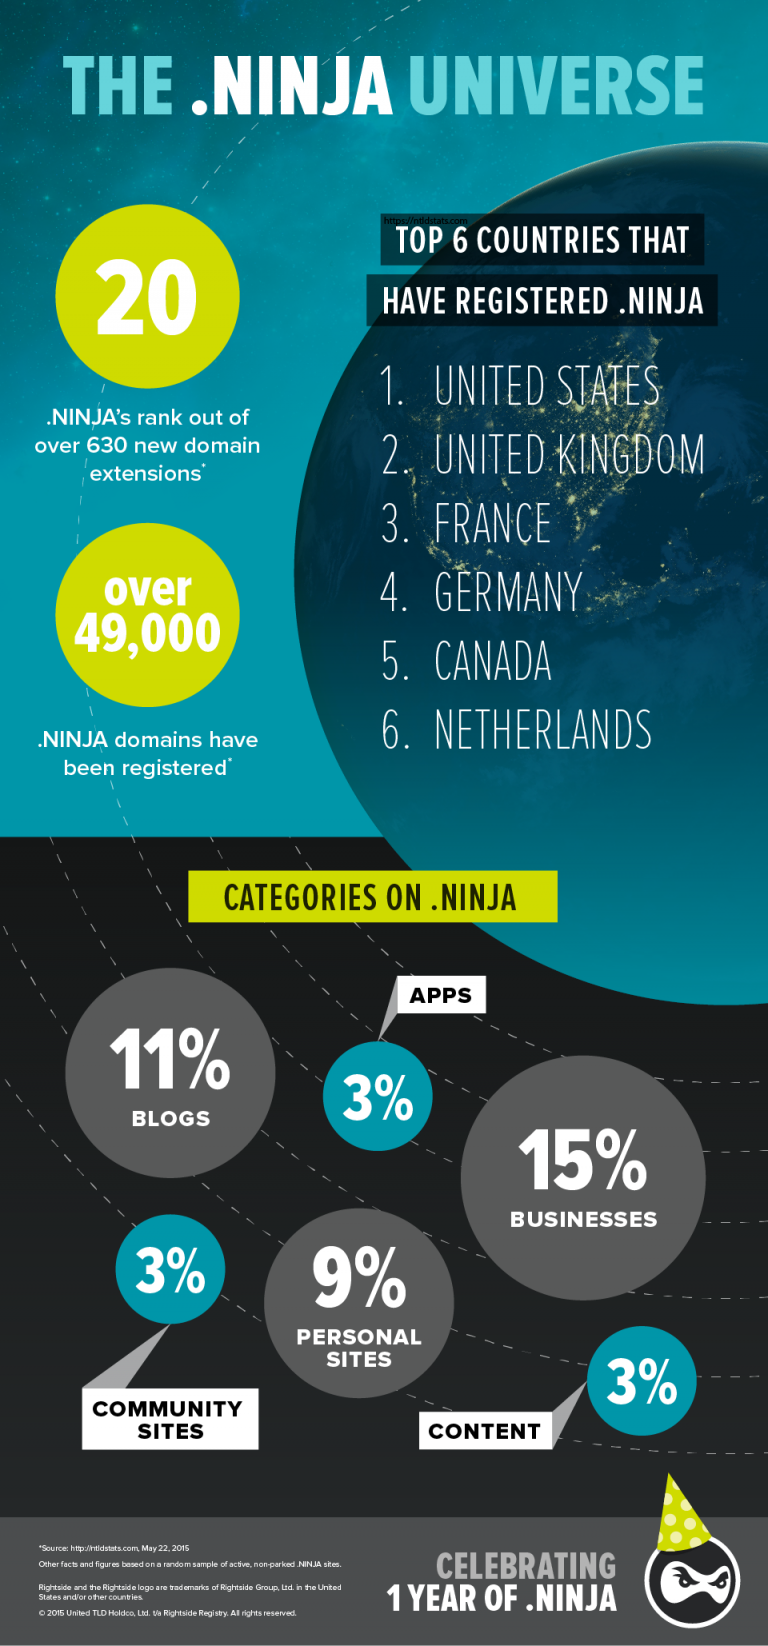 THE .NINJA UNIVERSE
20
.NINJA's rank out of
over 630 new domain
extensions*
over
49,000
.NINJA domains have
been registered*
https://ntldstats.com
TOP 6 COUNTRIES THAT
HAVE REGISTERED .NINJA
1. UNITED STATES
2. UNITED KINGDOM
3. FRANCE
4. GERMANY
5. CANADA
6. NETHERLANDS
CATEGORIES ON .NINJA
11%
BLOGS
APPS
3%
15%
BUSINESSES
3%
COMMUNITY
SITES
9%
PERSONAL
SITES
3%
CONTENT
*Source: http://ntldstats.com, May 22, 2015
Other facts and figures based on a random sample of active, non-parked .NINJA sites.
Rightside and the Rightside logo are trademarks of Rightside Group, Ltd. in the United
States and/or other countries.
© 2015 United TLD Holdco, Ltd. t/a Rightside Registry. All rights reserved.
CELEBRATING
1 YEAR OF .NINJA